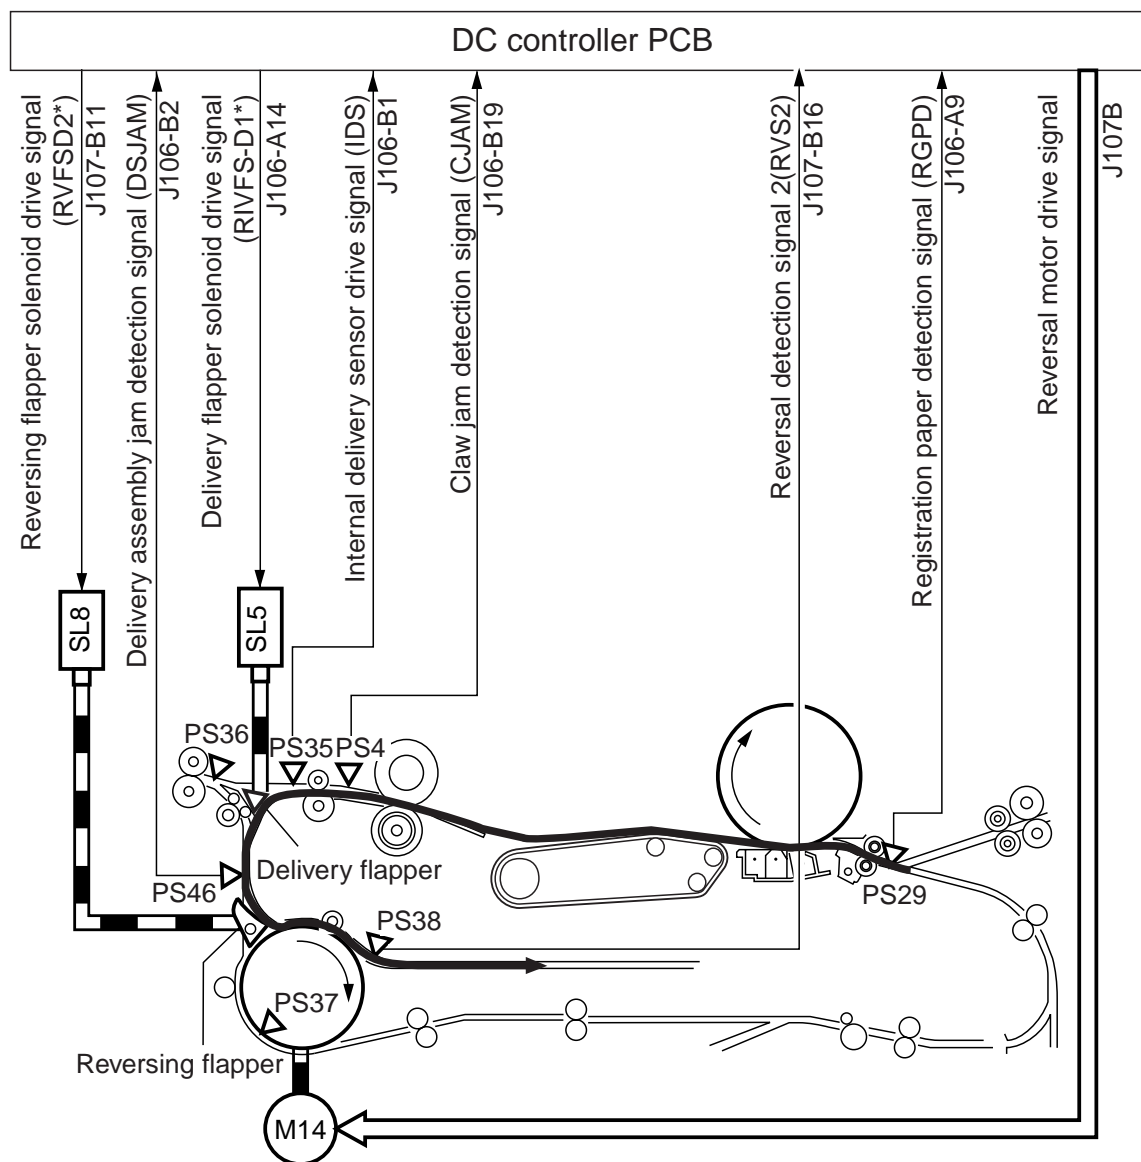 DC controller PCB
Reversing flapper solenoid drive signal
(RVFSD2*)
J107-B11
Delivery assembly jam detection signal (DSJAM)
J106-B2
Delivery flapper solenoid drive signal
(RIVFS-D1*)
J106-A14
Internal delivery sensor drive signal (IDS)
J106-B1
Claw jam detection signal (CJAM)
J106-B19
Reversal detection signal 2(RVS2)
J107-B16
Registration paper detection signal (RGPD)
J106-A9
Reversal motor drive signal
J107B
SL8
SL5
PS36
PS35
PS4
Delivery flapper
PS46
PS29
PS38
PS37
Reversing flapper
M14